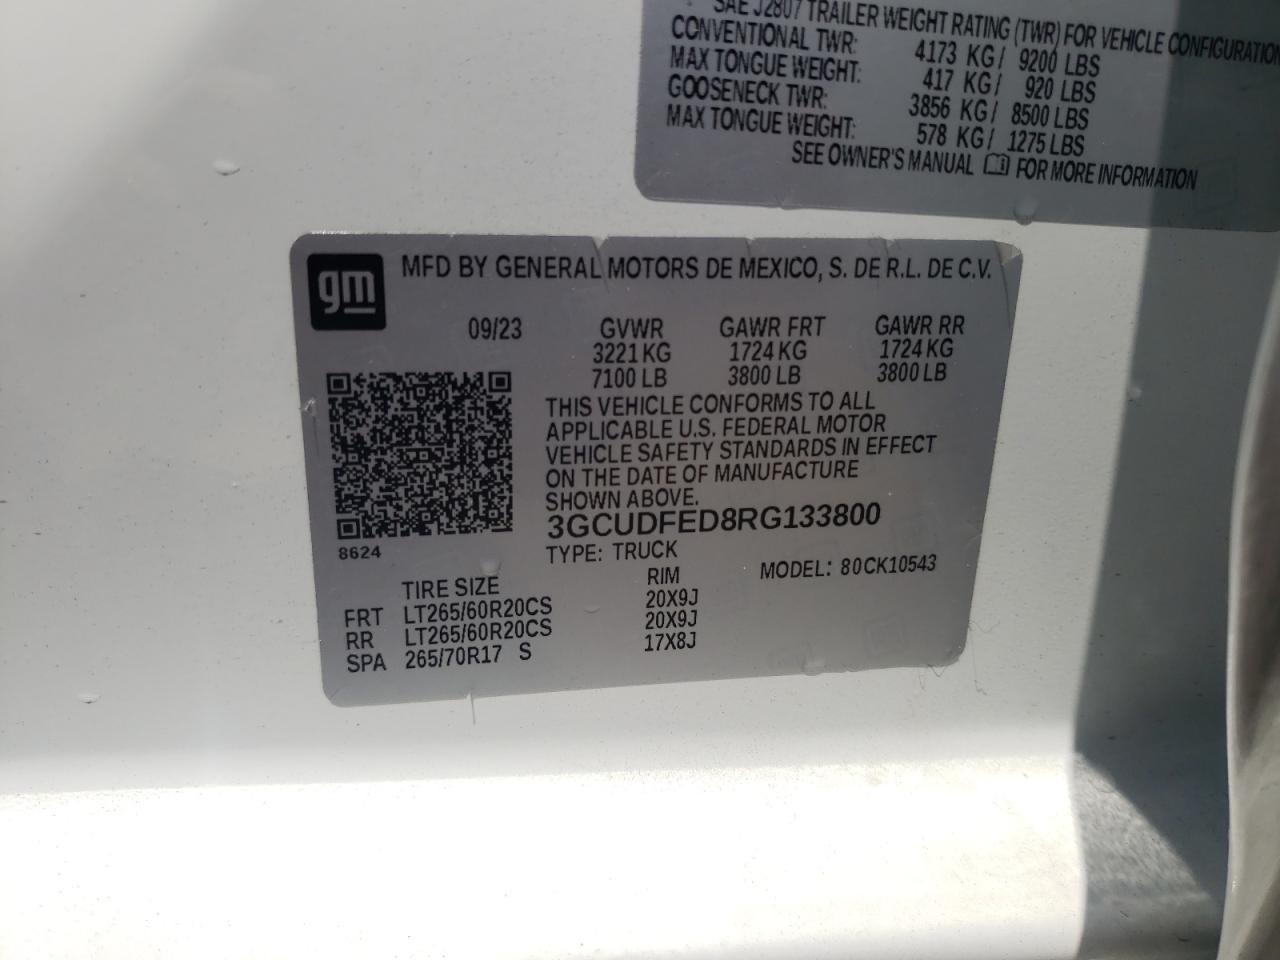 SAE J2807 TRAILER WEIGHT RATING (TWR) FOR VEHICLE CONFIGURATION
CONVENTIONAL TWR: 4173 KG/ 9200 LBS
MAX TONGUE WEIGHT: 417 KG/ 920 LBS
GOOSENECK TWR: 3856 KG/ 8500 LBS
MAX TONGUE WEIGHT: 578 KG/ 1275 LBS
SEE OWNER'S MANUAL FOR MORE INFORMATION
gm
MFD BY GENERAL MOTORS DE MEXICO, S. DE R.L. DE C.V.
09/23 GVWR GAWR FRT GAWR RR
3221 KG 1724 KG 1724 KG
7100 LB 3800 LB 3800 LB
THIS VEHICLE CONFORMS TO ALL
APPLICABLE U.S. FEDERAL MOTOR
VEHICLE SAFETY STANDARDS IN EFFECT
ON THE DATE OF MANUFACTURE
SHOWN ABOVE.
3GCUDFED8RG133800
8624
TYPE: TRUCK MODEL: 80CK10543
TIRE SIZE RIM
FRT LT265/60R20CS 20X9J
RR LT265/60R20CS 20X9J
SPA 265/70R17 S 17X8J